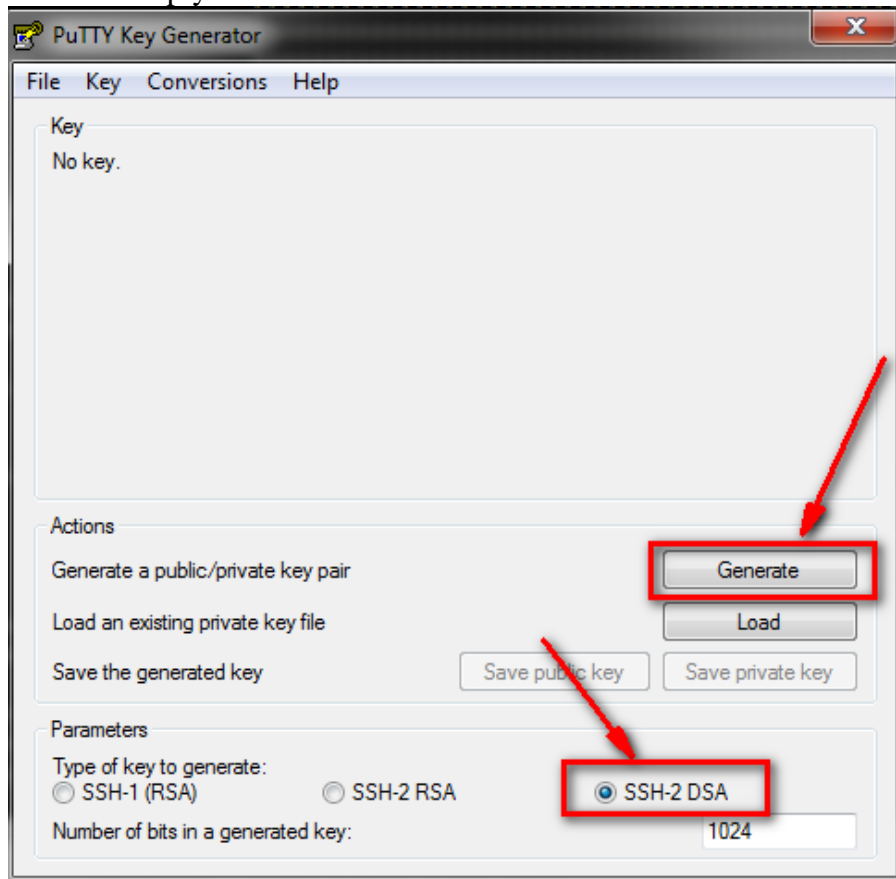 PuTTY Key Generator
File Key Conversions Help
Key
No key.
Actions
Generate a public/private key pair
Generate
Load an existing private key file
Load
Save the generated key
Save public key
Save private key
Parameters
Type of key to generate:
SSH-1 (RSA)
SSH-2 RSA
SSH-2 DSA
Number of bits in a generated key:
1024